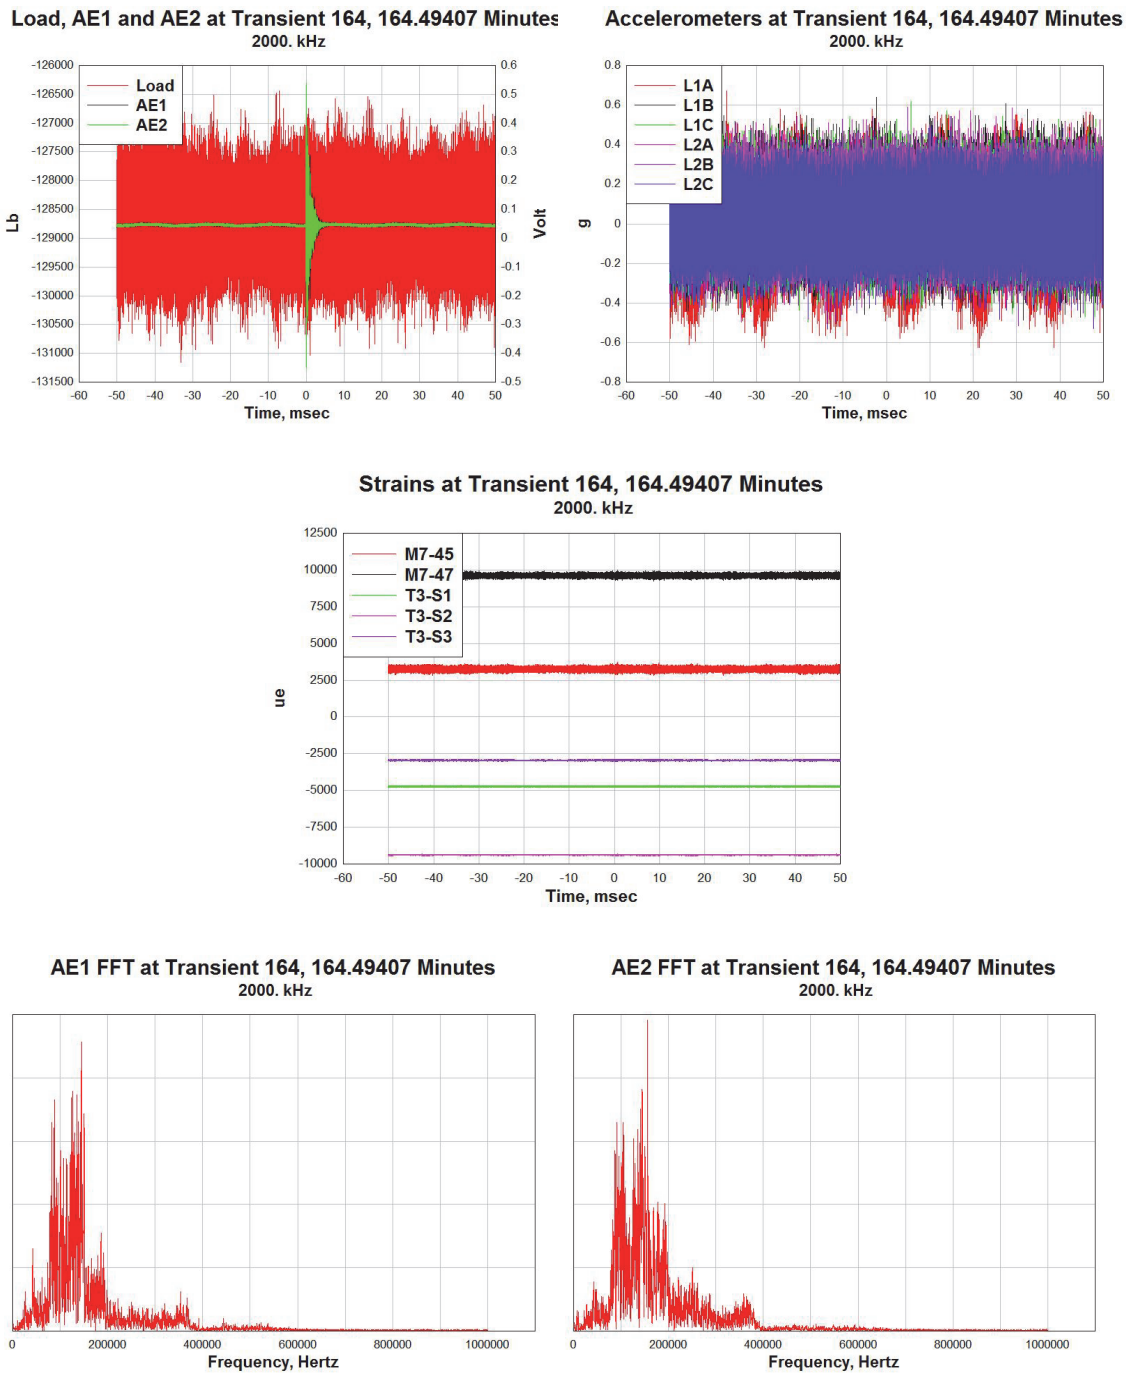 Load, AE1 and AE2 at Transient 164, 164.49407 Minutes
2000. kHz
-126000
-126500
-127000
-127500
-128000
-128500
-129000
-129500
-130000
-130500
-131000
-131500
Lb
Load
AE1
AE2
0.6
0.5
0.4
0.3
0.2
0.1
0
-0.1
-0.2
-0.3
-0.4
-0.5
Volt
-60 -50 -40 -30 -20 -10 0 10 20 30 40 50
Time, msec
Accelerometers at Transient 164, 164.49407 Minutes
2000. kHz
0.8
0.6
0.4
0.2
0
-0.2
-0.4
-0.6
-0.8
g
L1A
L1B
L1C
L2A
L2B
L2C
-60 -50 -40 -30 -20 -10 0 10 20 30 40 50
Time, msec
Strains at Transient 164, 164.49407 Minutes
2000. kHz
12500
10000
7500
5000
2500
0
-2500
-5000
-7500
-10000
ue
M7-45
M7-47
T3-S1
T3-S2
T3-S3
-60 -50 -40 -30 -20 -10 0 10 20 30 40 50
Time, msec
AE1 FFT at Transient 164, 164.49407 Minutes
2000. kHz
0 200000 400000 600000 800000 1000000
Frequency, Hertz
AE2 FFT at Transient 164, 164.49407 Minutes
2000. kHz
0 200000 400000 600000 800000 1000000
Frequency, Hertz